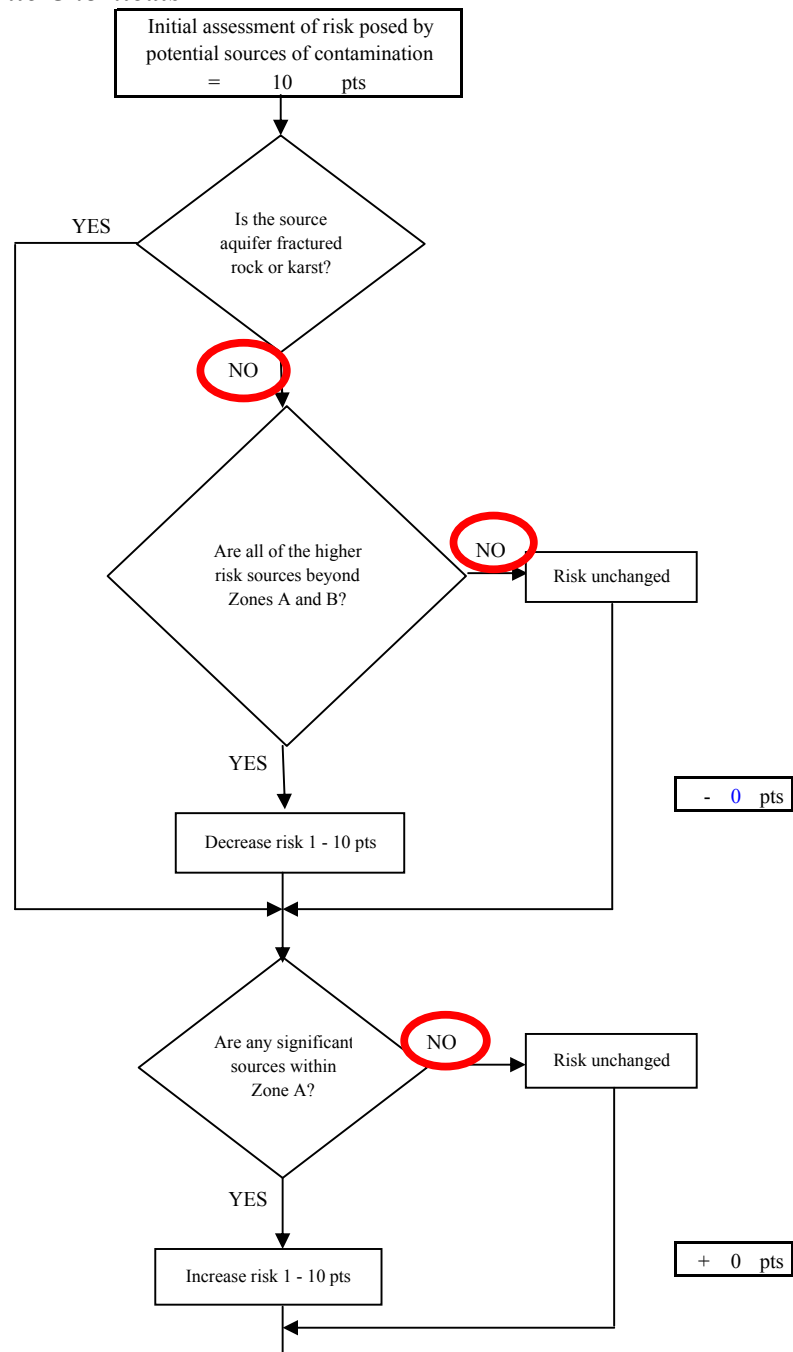 Initial assessment of risk posed by
potential sources of contamination
= 10 pts
YES
Is the source
aquifer fractured
rock or karst?
NO
Are all of the higher
risk sources beyond
Zones A and B?
NO
Risk unchanged
YES
- 0 pts
Decrease risk 1 - 10 pts
Are any significant
sources within
Zone A?
NO
Risk unchanged
YES
+ 0 pts
Increase risk 1 - 10 pts